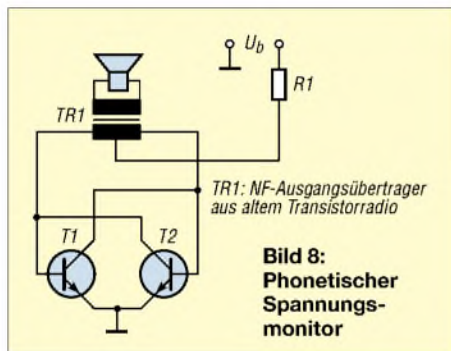 U_b
R1
TR1
TR1: NF-Ausgangsübertrager
aus altem Transistorradio
T1
T2
Bild 8:
Phonetischer
Spannungs-
monitor